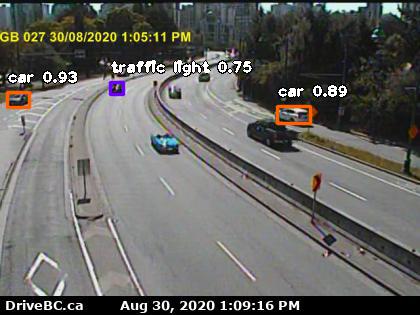 GB 027 30/08/2020 1:05:11 PM
traffic light 0.75
car 0.93
car 0.89
DriveBC.ca Aug 30, 2020 1:09:16 PM